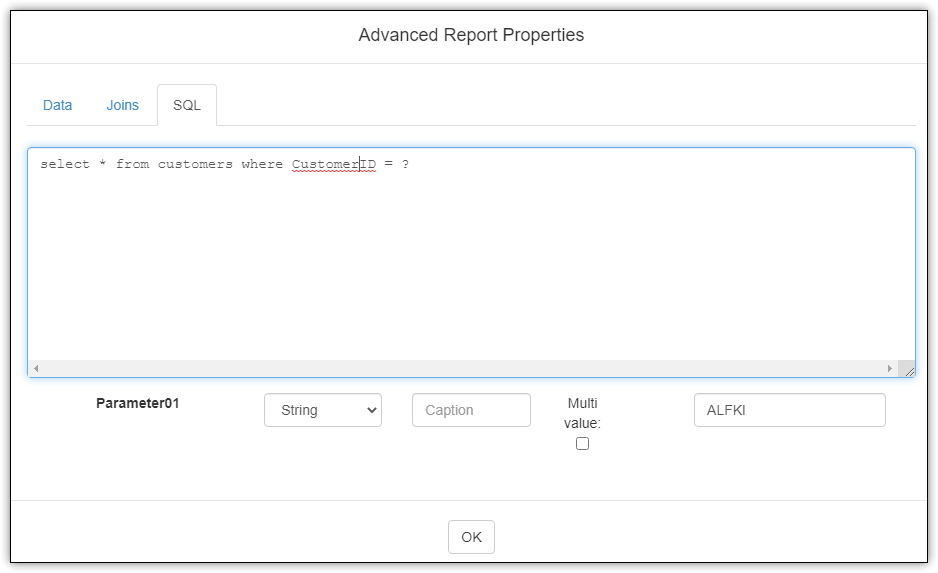 Advanced Report Properties
Data Joins SQL
select * from customers where CustomerID = ?
Parameter01 String Caption Multi value: ALFKI
OK